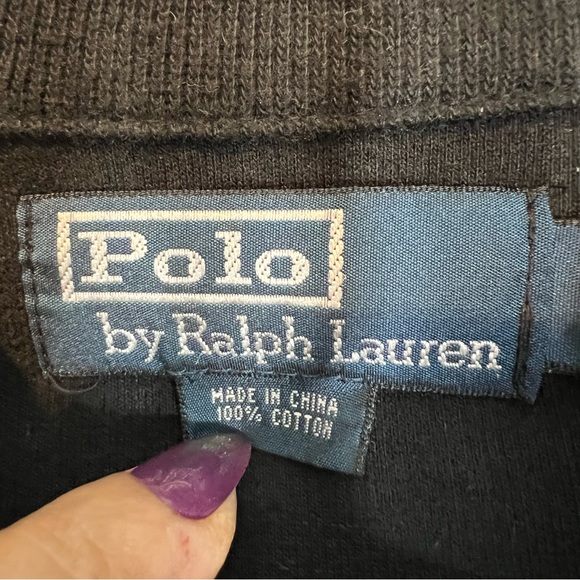 Polo
by Ralph Lauren
MADE IN CHINA
100% COTTON